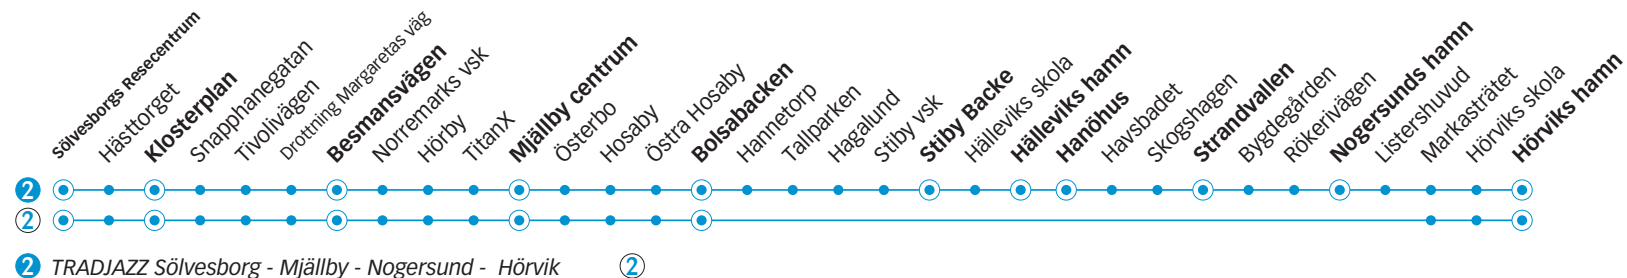 Sölvesborgs Resecentrum
Hästtorget
Klosterplan
Snapphanegatan
Tivolivägen
Drottning Margaretas väg
Besmansvägen
Norremarks vsk
Hörby
TitanX
Mjällby centrum
Österbo
Hosaby
Östra Hosaby
Bolsabacken
Hannetorp
Tallparken
Hagalund
Stiby vsk
Stiby Backe
Hälleviks skola
Hälleviks hamn
Hanöhus
Havsbadet
Skogshagen
Strandvallen
Bygdegården
Rökerivägen
Nogersunds hamn
Listershuvud
Markasträtet
Hörviks skola
Hörviks hamn
2
2
2 TRADJAZZ Sölvesborg - Mjällby - Nogersund - Hörvik 2